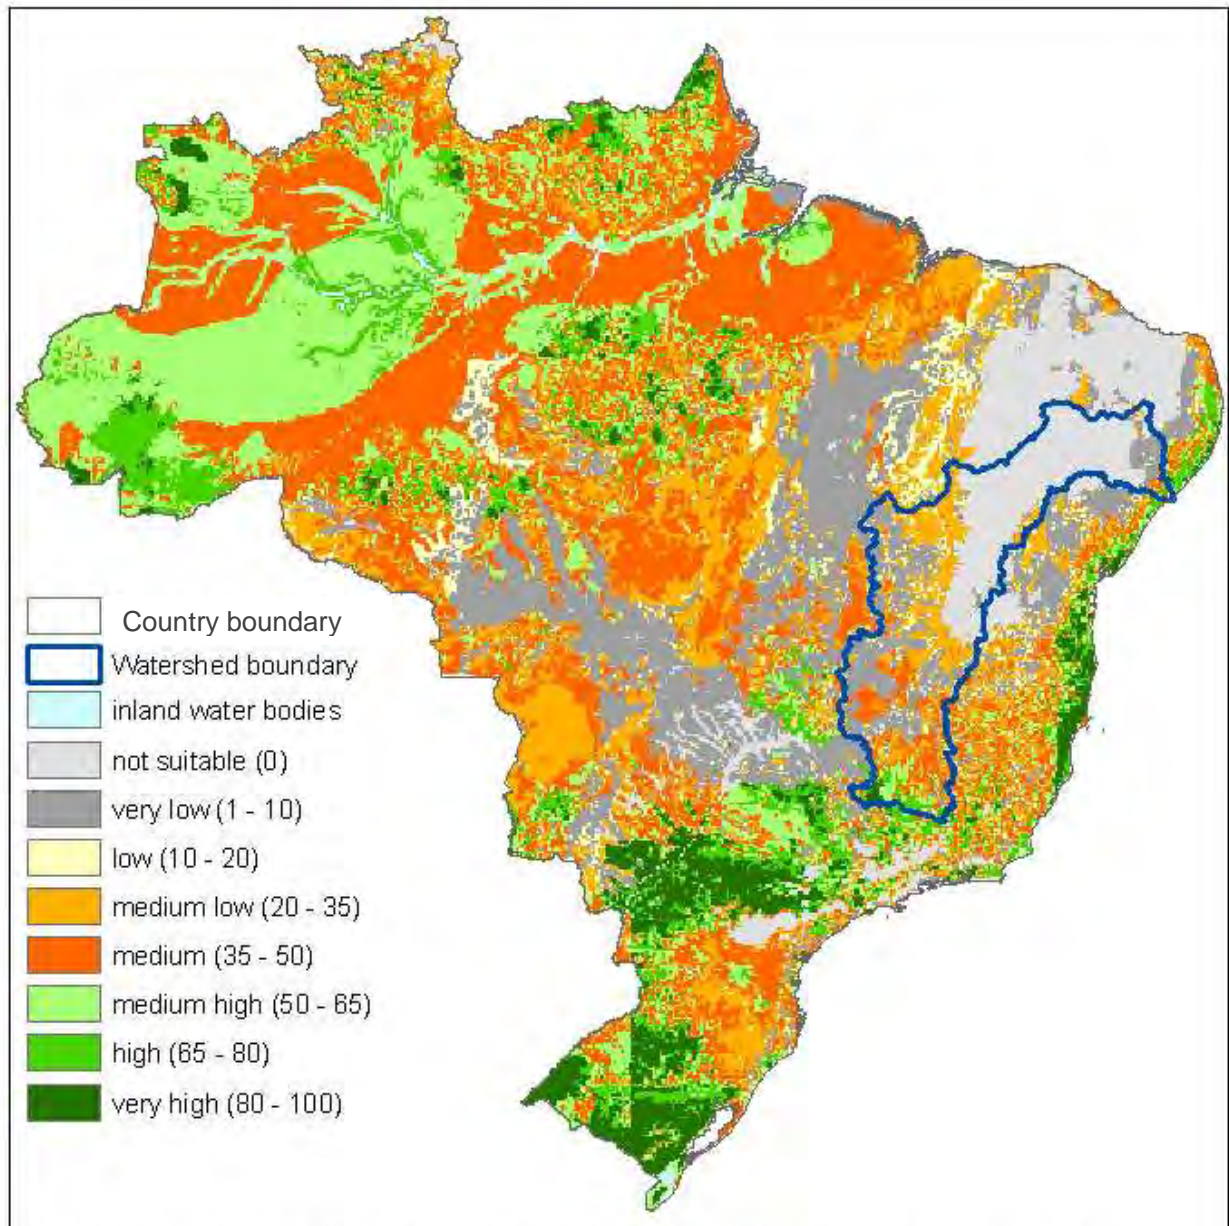 Country boundary
Watershed boundary
inland water bodies
not suitable (0)
very low (1 - 10)
low (10 - 20)
medium low (20 - 35)
medium (35 - 50)
medium high (50 - 65)
high (65 - 80)
very high (80 - 100)